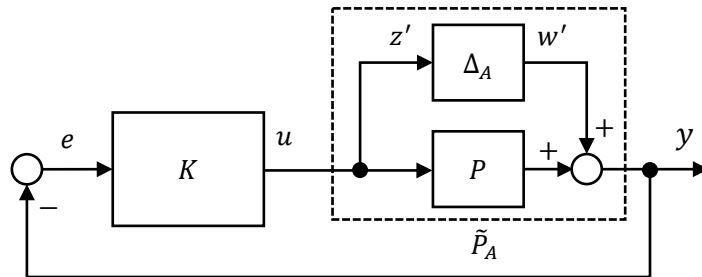 z′ Δ_A w′
e K u P + + y
−
P̃_A